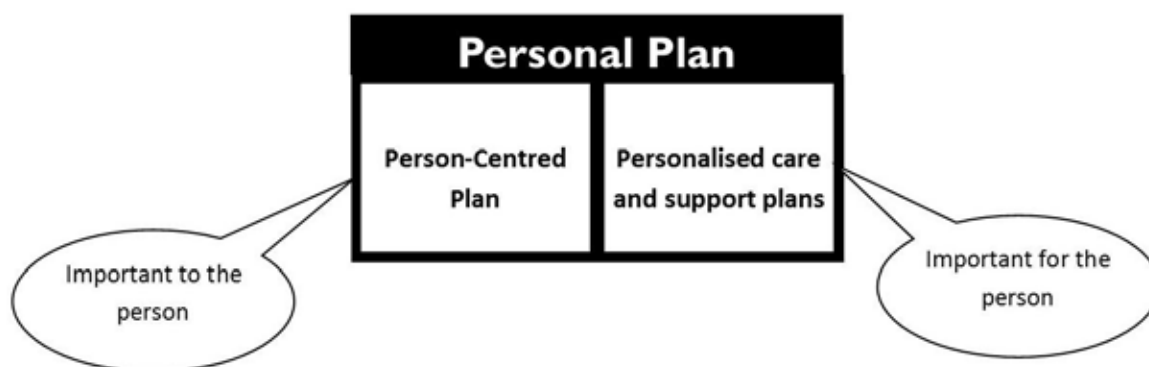 Personal Plan
Person-Centred
Plan
Personalised care
and support plans
Important to the
person
Important for the
person